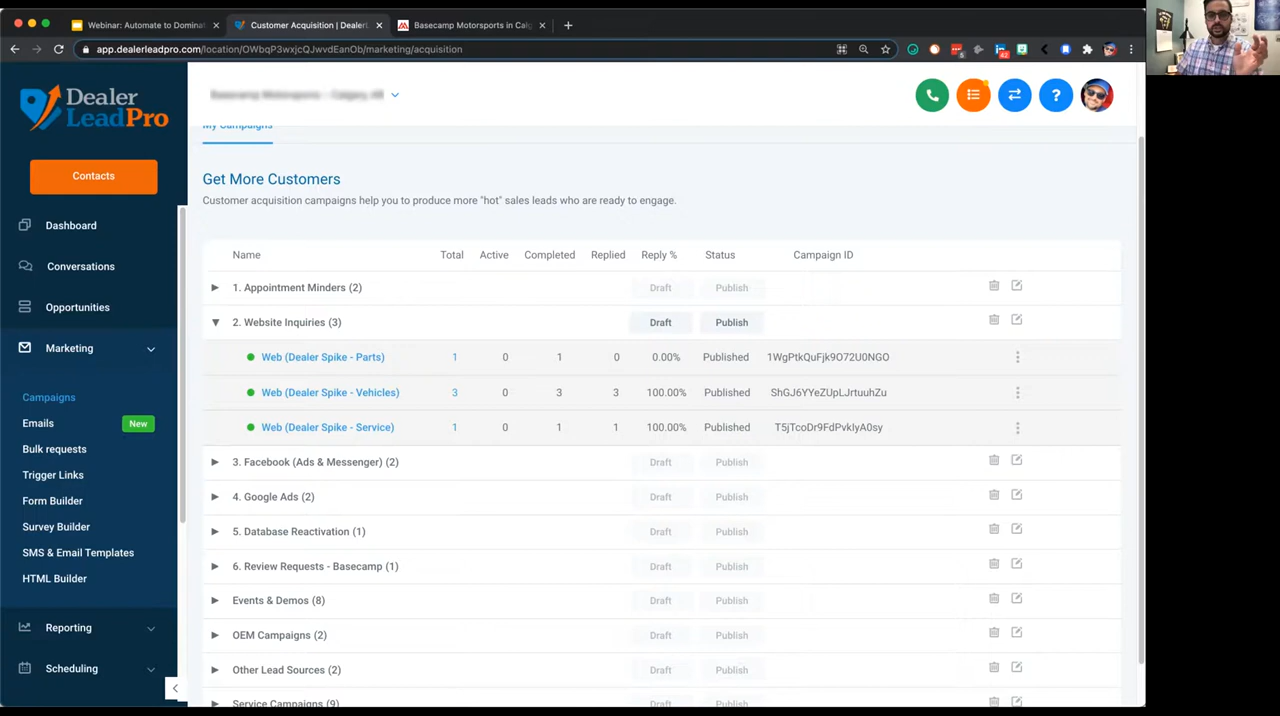 Webinar: Automate to Dominat
Customer Acquisition | DealerL
Basecamp Motorsports in Calg
app.dealerleadpro.com/location/OWbqP3wxjcQJwvdEanOb/marketing/acquisition
Dealer
LeadPro
Basecamp Motorsports - Calgary, AB
My Campaigns
Contacts
Dashboard
Conversations
Opportunities
Marketing
Campaigns
Emails New
Bulk requests
Trigger Links
Form Builder
Survey Builder
SMS & Email Templates
HTML Builder
Reporting
Scheduling
Get More Customers
Customer acquisition campaigns help you to produce more "hot" sales leads who are ready to engage.
Name Total Active Completed Replied Reply % Status Campaign ID
1. Appointment Minders (2) Draft Publish
2. Website Inquiries (3) Draft Publish
Web (Dealer Spike - Parts) 1 0 1 0 0.00% Published 1WgPtkQuFjk9O72U0NGO
Web (Dealer Spike - Vehicles) 3 0 3 3 100.00% Published ShGJ6YYeZUpLJrtuuhZu
Web (Dealer Spike - Service) 1 0 1 1 100.00% Published T5jTcoDr9FdPvkIyA0sy
3. Facebook (Ads & Messenger) (2) Draft Publish
4. Google Ads (2) Draft Publish
5. Database Reactivation (1) Draft Publish
6. Review Requests - Basecamp (1) Draft Publish
Events & Demos (8) Draft Publish
OEM Campaigns (2) Draft Publish
Other Lead Sources (2) Draft Publish
Service Campaigns (9) Draft Publish